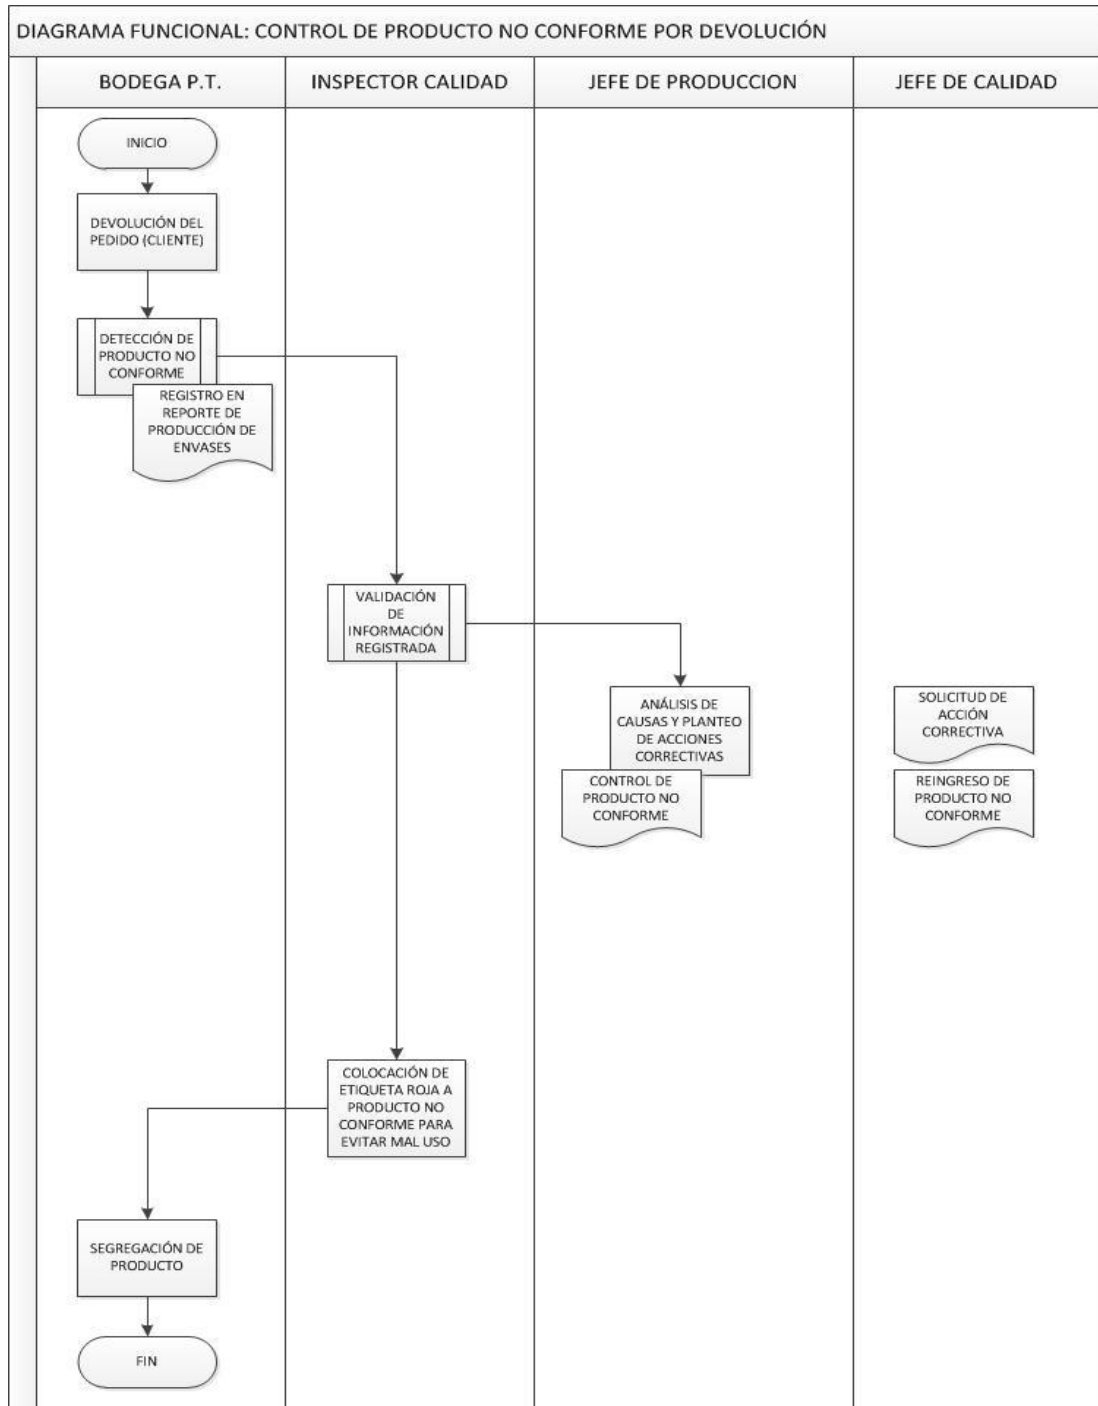 DIAGRAMA FUNCIONAL: CONTROL DE PRODUCTO NO CONFORME POR DEVOLUCIÓN
BODEGA P.T.
INSPECTOR CALIDAD
JEFE DE PRODUCCION
JEFE DE CALIDAD
INICIO
DEVOLUCIÓN DEL
PEDIDO (CLIENTE)
DETECCIÓN DE
PRODUCTO NO
CONFORME
REGISTRO EN
REPORTE DE
PRODUCCIÓN DE
ENVASES
VALIDACIÓN
DE
INFORMACIÓN
REGISTRADA
ANÁLISIS DE
CAUSAS Y PLANTEO
DE ACCIONES
CORRECTIVAS
CONTROL DE
PRODUCTO NO
CONFORME
SOLICITUD DE
ACCIÓN
CORRECTIVA
REINGRESO DE
PRODUCTO NO
CONFORME
COLOCACIÓN DE
ETIQUETA ROJA A
PRODUCTO NO
CONFORME PARA
EVITAR MAL USO
SEGREGACIÓN DE
PRODUCTO
FIN